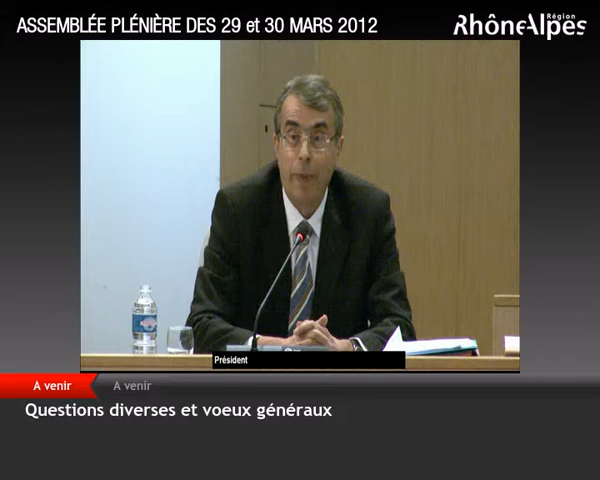 ASSEMBLÉE PLÉNIÈRE DES 29 et 30 MARS 2012
Région
RhôneAlpes
Président
A venir
A venir
Questions diverses et voeux généraux